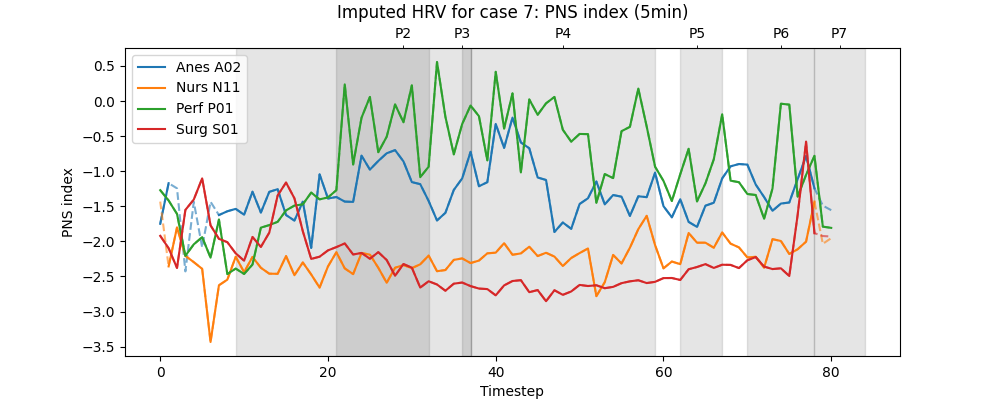 Imputed HRV for case 7: PNS index (5min)
P2 P3 P4 P5 P6 P7
Anes A02
Nurs N11
Perf P01
Surg S01
PNS index
0.5
0.0
−0.5
−1.0
−1.5
−2.0
−2.5
−3.0
−3.5
0 20 40 60 80
Timestep